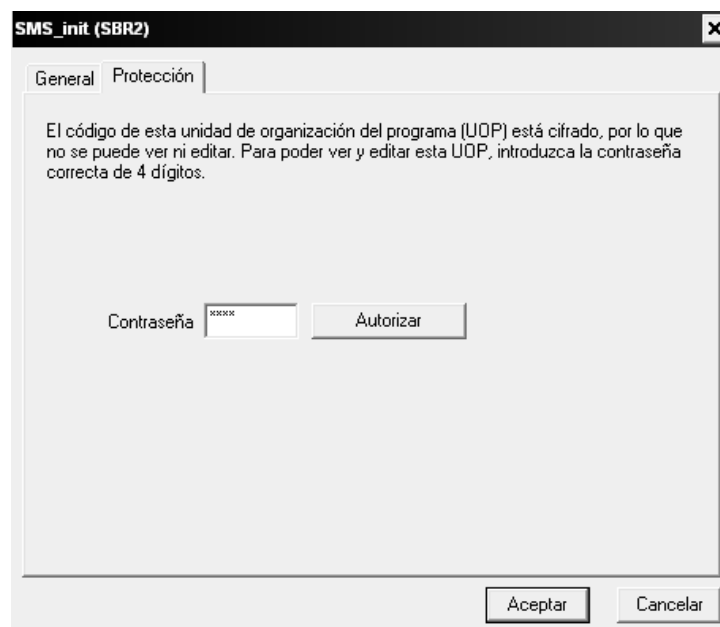 SMS_init (SBR2)
General
Protección
El código de esta unidad de organización del programa (UOP) está cifrado, por lo que
no se puede ver ni editar. Para poder ver y editar esta UOP, introduzca la contraseña
correcta de 4 dígitos.
Contraseña xxxx Autorizar
Aceptar Cancelar